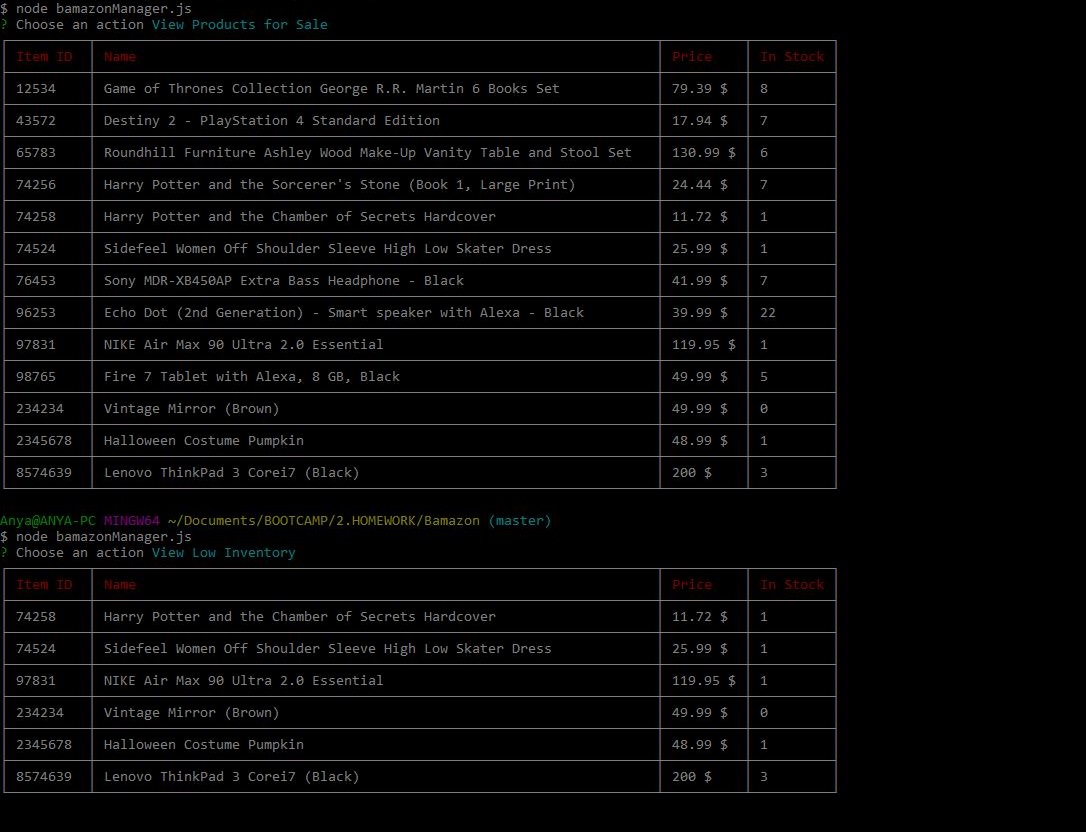 $ node bamazonManager.js
? Choose an action View Products for Sale
Item ID Name Price In Stock
12534 Game of Thrones Collection George R.R. Martin 6 Books Set 79.39 $ 8
43572 Destiny 2 - PlayStation 4 Standard Edition 17.94 $ 7
65783 Roundhill Furniture Ashley Wood Make-Up Vanity Table and Stool Set 130.99 $ 6
74256 Harry Potter and the Sorcerer's Stone (Book 1, Large Print) 24.44 $ 7
74258 Harry Potter and the Chamber of Secrets Hardcover 11.72 $ 1
74524 Sidefeel Women Off Shoulder Sleeve High Low Skater Dress 25.99 $ 1
76453 Sony MDR-XB450AP Extra Bass Headphone - Black 41.99 $ 7
96253 Echo Dot (2nd Generation) - Smart speaker with Alexa - Black 39.99 $ 22
97831 NIKE Air Max 90 Ultra 2.0 Essential 119.95 $ 1
98765 Fire 7 Tablet with Alexa, 8 GB, Black 49.99 $ 5
234234 Vintage Mirror (Brown) 49.99 $ 0
2345678 Halloween Costume Pumpkin 48.99 $ 1
8574639 Lenovo ThinkPad 3 Corei7 (Black) 200 $ 3
Anya@ANYA-PC MINGW64 ~/Documents/BOOTCAMP/2.HOMEWORK/Bamazon (master)
$ node bamazonManager.js
? Choose an action View Low Inventory
Item ID Name Price In Stock
74258 Harry Potter and the Chamber of Secrets Hardcover 11.72 $ 1
74524 Sidefeel Women Off Shoulder Sleeve High Low Skater Dress 25.99 $ 1
97831 NIKE Air Max 90 Ultra 2.0 Essential 119.95 $ 1
234234 Vintage Mirror (Brown) 49.99 $ 0
2345678 Halloween Costume Pumpkin 48.99 $ 1
8574639 Lenovo ThinkPad 3 Corei7 (Black) 200 $ 3